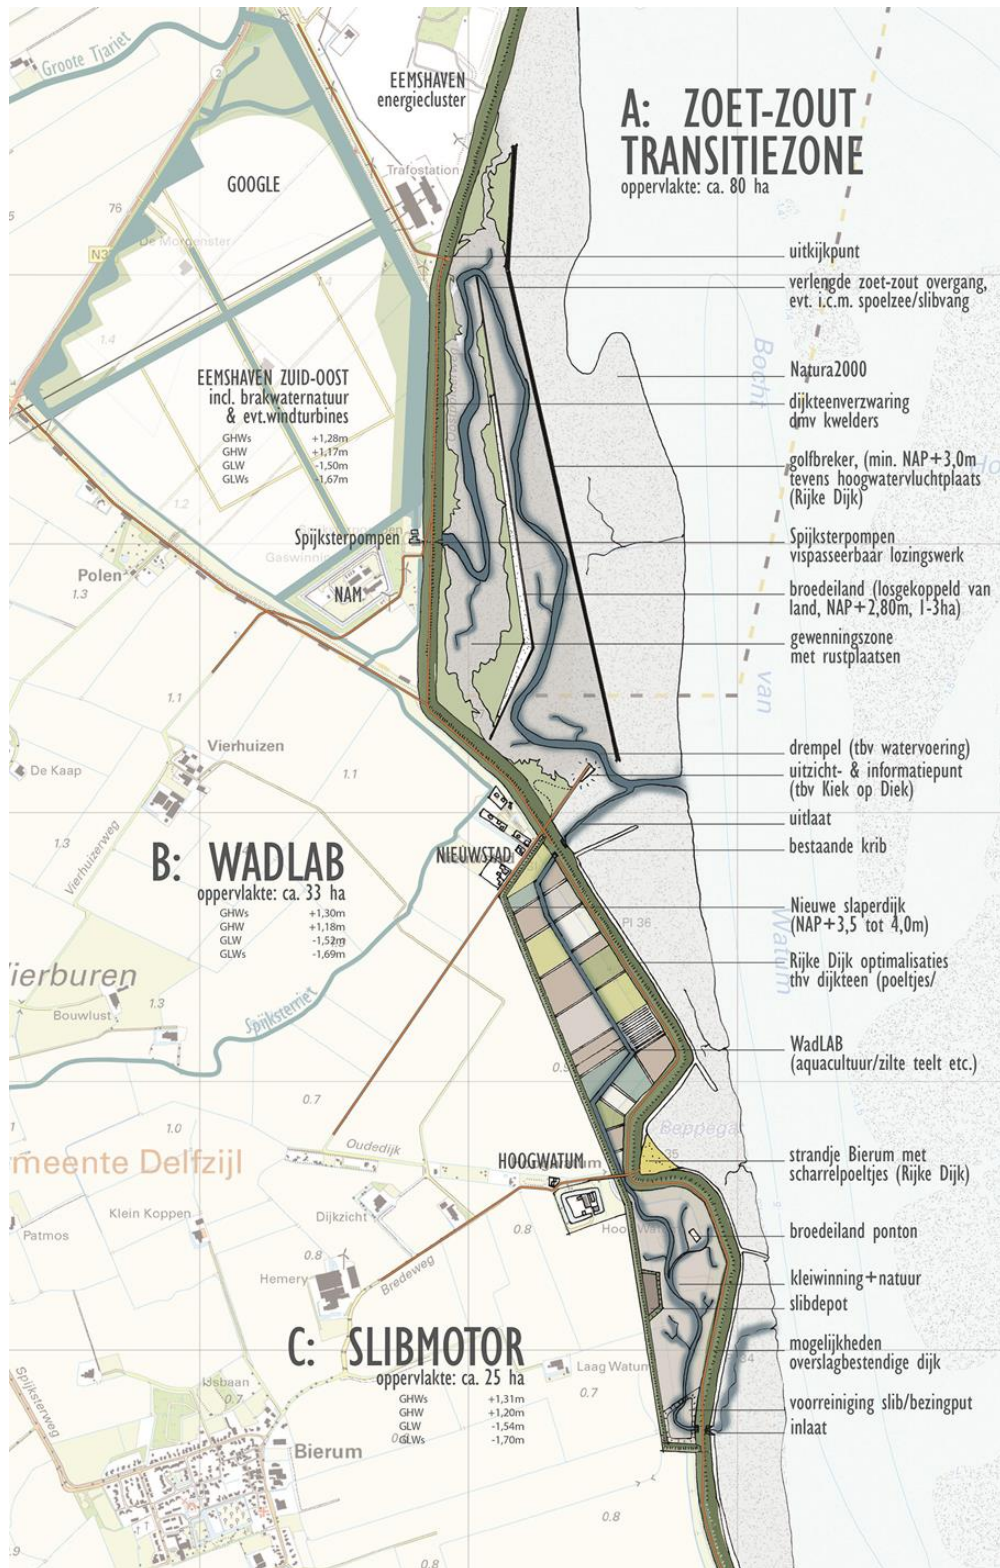 Groote Tjariet
2
EEMSHAVEN
energiecluster
A: ZOET-ZOUT
TRANSITIEZONE
oppervlakte: ca. 80 ha
Trafostation
GOOGLE
76
De Morgenster
N33
1.4
1.4
uitkijkpunt
verlengde zoet-zout overgang,
evt. i.c.m. spoelzee/slibvang
Bocht
Natura2000
EEMSHAVEN ZUID-OOST
incl. brakwaternatuur
& evt.windturbines
GHWs +1,28m
GHW +1,17m
GLW -1,50m
GLWs -1,67m
dijkteenverzwaring
dmv kwelders
golfbreker, (min. NAP+3,0m
tevens hoogwatervluchtplaats
(Rijke Dijk)
1.2
Spijksterpompen
Spijksterpompen
vispasseerbaar lozingswerk
Polen
1.3
NAM
broedeiland (losgekoppeld van
land, NAP+2,80m, 1-3ha)
gewenningszone
met rustplaatsen
van
1.1
Vierhuizen
De Kaap
1.1
drempel (tbv watervoering)
uitzicht- & informatiepunt
(tbv Kiek op Diek)
uitlaat
bestaande krib
1.3
Vierhuizerweg
B: WADLAB
oppervlakte: ca. 33 ha
GHWs +1,30m
GHW +1,18m
GLW -1,52m
GLWs -1,69m
NIEUWSTAD
Nieuwe slaperdijk
(NAP+3,5 tot 4,0m)
Pl 36
Watum
Rijke Dijk optimalisaties
thv dijkteen (poeltjes/
ierburen
Bouwlust
1.3
Spijksterriet
WadLAB
(aquacultuur/zilte teelt etc.)
0.7
1.0
Oudedijk
meente Delfzijl
HOOGWATUM
strandje Bierum met
scharrelpoeltjes (Rijke Dijk)
Klein Koppen
Patmos
Dijkzicht
0.8
0.8
Hemery
Bredeweg
broedeiland ponton
kleiwinning+natuur
slibdepot
C: SLIBMOTOR
oppervlakte: ca. 25 ha
GHWs +1,31m
GHW +1,20m
GLW -1,54m
GLWs -1,70m
mogelijkheden
overslagbestendige dijk
Laag Watum
0.7
IJsbaan
0.7
Spijksterweg
voorreiniging slib/bezingput
inlaat
Bierum
0.8
0.8